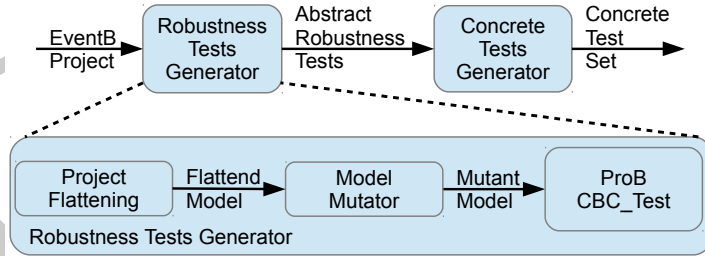 EventB
Project
Robustness
Tests
Generator
Abstract
Robustness
Tests
Concrete
Tests
Generator
Concrete
Test
Set
Project
Flattening
Flattend
Model
Model
Mutator
Mutant
Model
ProB
CBC_Test
Robustness Tests Generator